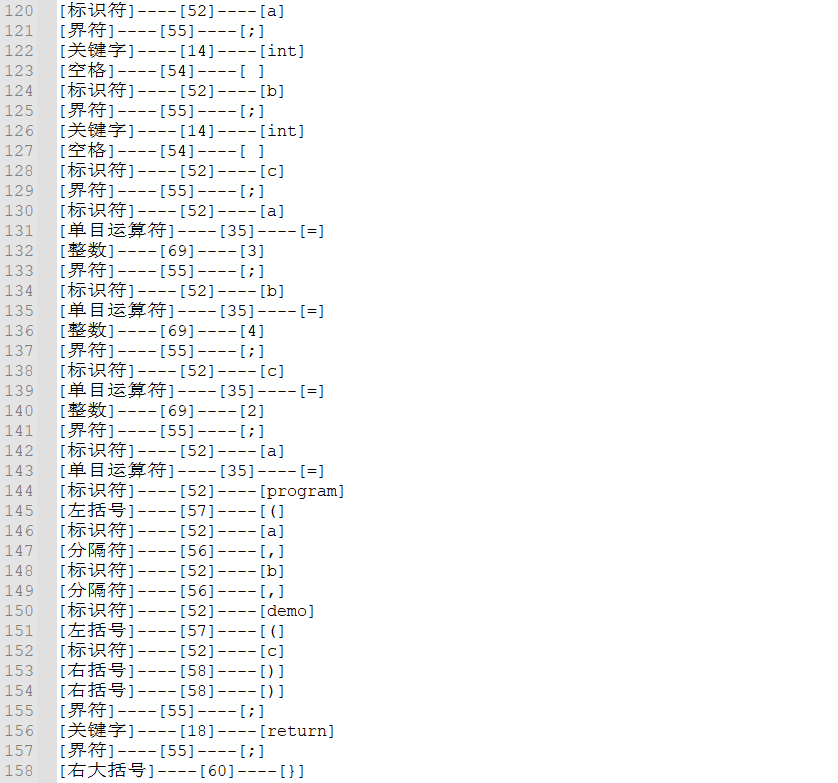 120 [标识符]----[52]----[a]
121 [界符]----[55]----[;]
122 [关键字]----[14]----[int]
123 [空格]----[54]----[ ]
124 [标识符]----[52]----[b]
125 [界符]----[55]----[;]
126 [关键字]----[14]----[int]
127 [空格]----[54]----[ ]
128 [标识符]----[52]----[c]
129 [界符]----[55]----[;]
130 [标识符]----[52]----[a]
131 [单目运算符]----[35]----[=]
132 [整数]----[69]----[3]
133 [界符]----[55]----[;]
134 [标识符]----[52]----[b]
135 [单目运算符]----[35]----[=]
136 [整数]----[69]----[4]
137 [界符]----[55]----[;]
138 [标识符]----[52]----[c]
139 [单目运算符]----[35]----[=]
140 [整数]----[69]----[2]
141 [界符]----[55]----[;]
142 [标识符]----[52]----[a]
143 [单目运算符]----[35]----[=]
144 [标识符]----[52]----[program]
145 [左括号]----[57]----[(]
146 [标识符]----[52]----[a]
147 [分隔符]----[56]----[,]
148 [标识符]----[52]----[b]
149 [分隔符]----[56]----[,]
150 [标识符]----[52]----[demo]
151 [左括号]----[57]----[(]
152 [标识符]----[52]----[c]
153 [右括号]----[58]----[)]
154 [右括号]----[58]----[)]
155 [界符]----[55]----[;]
156 [关键字]----[18]----[return]
157 [界符]----[55]----[;]
158 [右大括号]----[60]----[}]